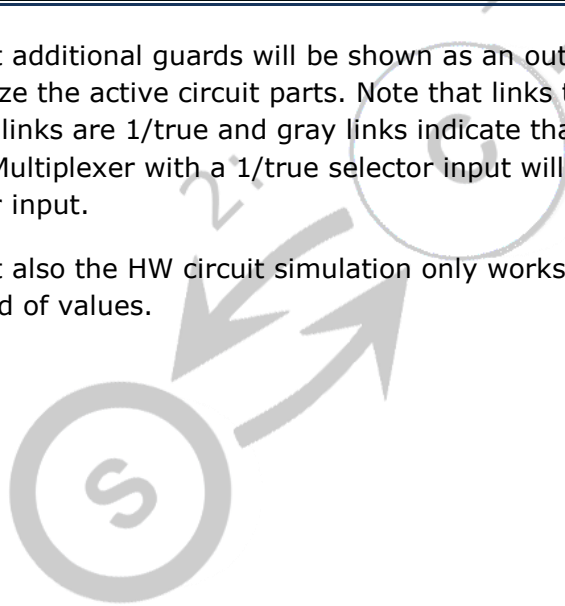 t additional guards will be shown as an out
ze the active circuit parts. Note that links t
links are 1/true and gray links indicate tha
Multiplexer with a 1/true selector input will
r input.
t also the HW circuit simulation only works
d of values.
2:
C
S